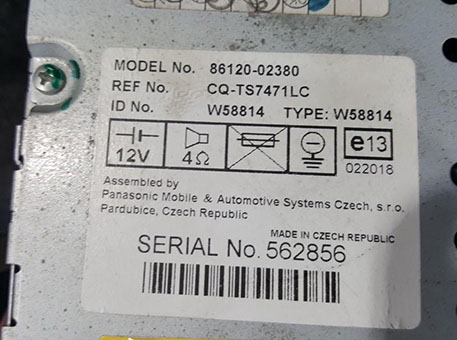 MODEL No. 86120-02380
REF No. CQ-TS7471LC
ID No. W58814 TYPE: W58814
12V 4Ω e13
022018
Assembled by
Panasonic Mobile & Automotive Systems Czech, s.r.o.
Pardubice, Czech Republic
MADE IN CZECH REPUBLIC
SERIAL No. 562856